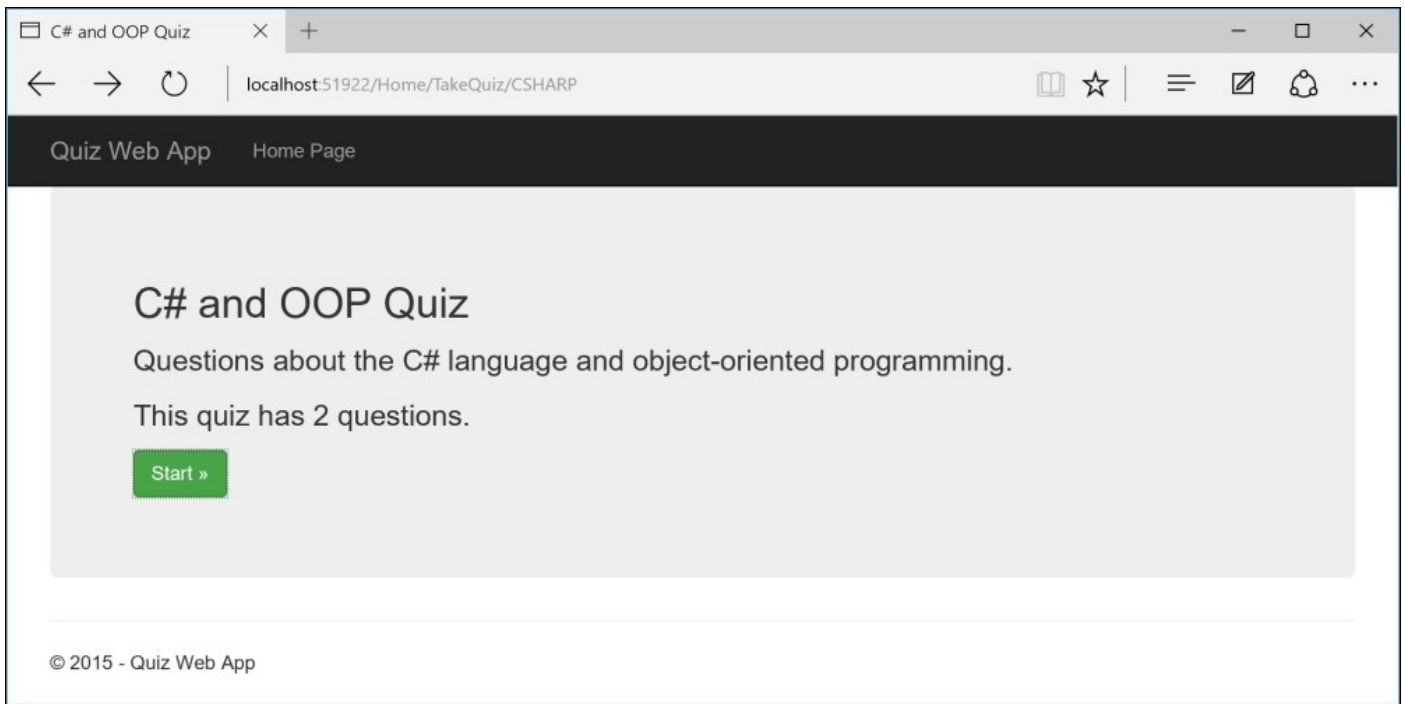 C# and OOP Quiz
localhost:51922/Home/TakeQuiz/CSHARP
Quiz Web App Home Page
C# and OOP Quiz
Questions about the C# language and object-oriented programming.
This quiz has 2 questions.
Start »
© 2015 - Quiz Web App